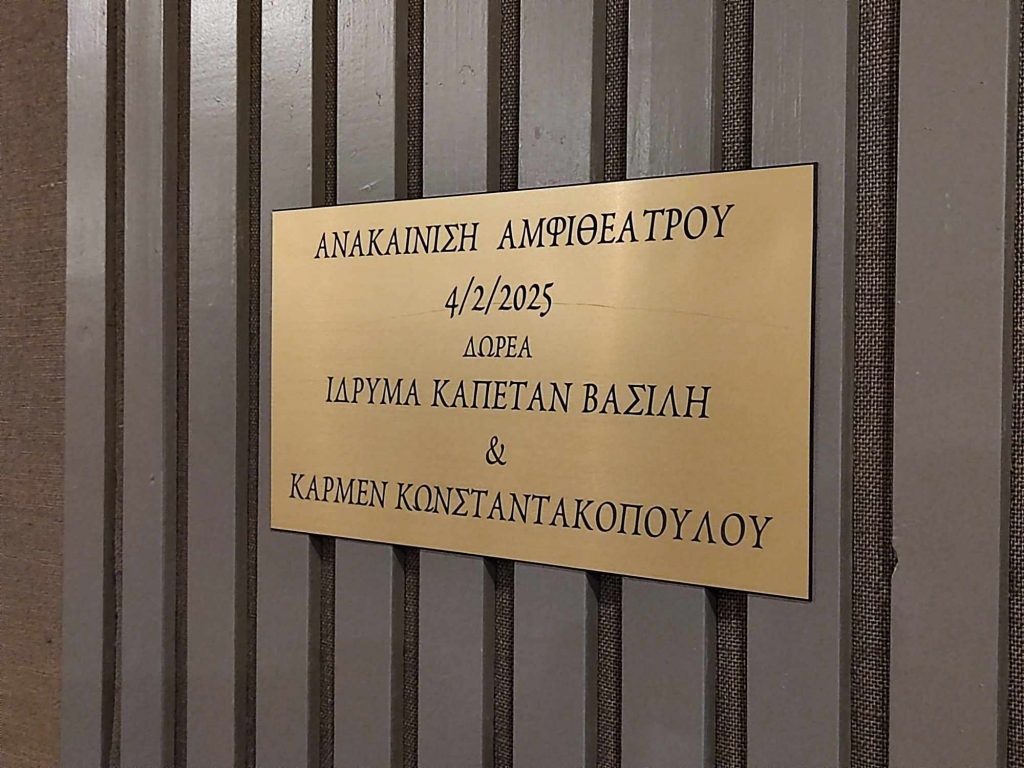 ΑΝΑΚΑΙΝΙΣΗ ΑΜΦΙΘΕΑΤΡΟΥ
4/2/2025
ΔΩΡΕΑ
ΙΔΡΥΜΑ ΚΑΠΕΤΑΝ ΒΑΣΙΛΗ
&
ΚΑΡΜΕΝ ΚΩΝΣΤΑΝΤΑΚΟΠΟΥΛΟΥ